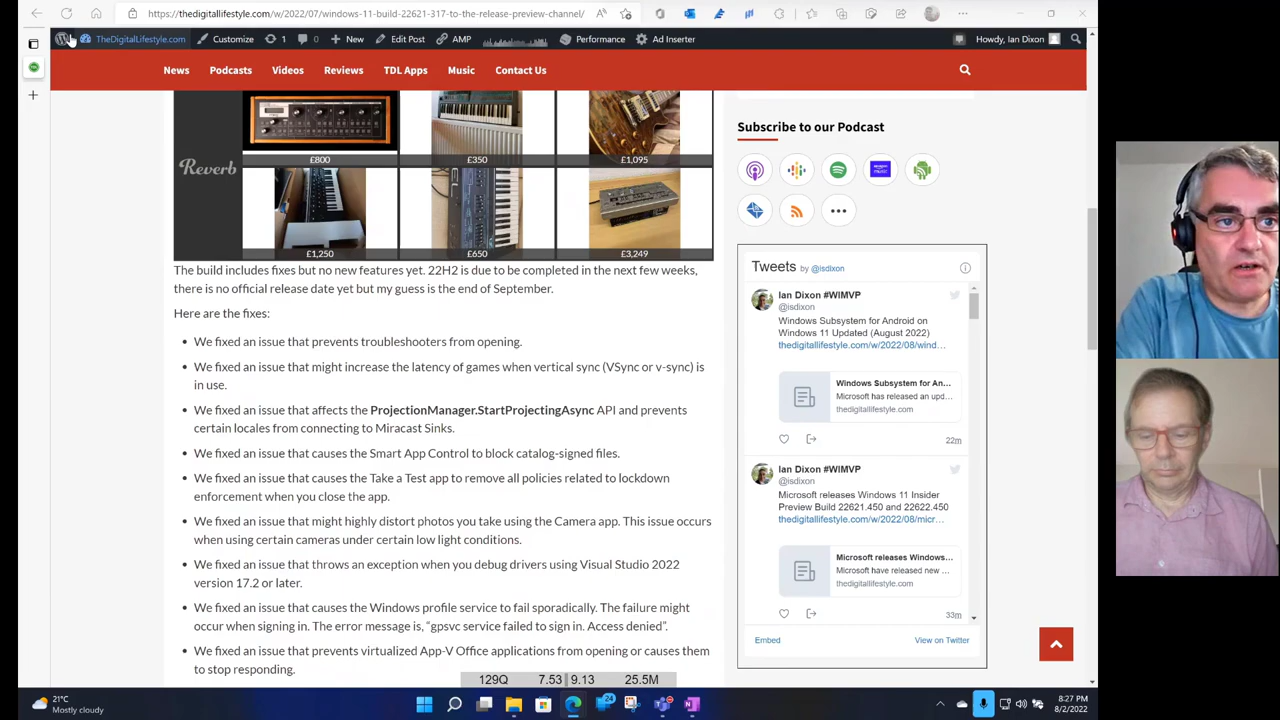 https://thedigitallifestyle.com/w/2022/07/windows-11-build-22621-317-to-the-release-preview-channel/
TheDigitalLifestyle.com
Customize
1
0
New
Edit Post
AMP
Performance
Ad Inserter
Howdy, Ian Dixon
News
Podcasts
Videos
Reviews
TDL Apps
Music
Contact Us
Reverb
£800
£350
£1,095
£1,250
£650
£3,249
The build includes fixes but no new features yet. 22H2 is due to be completed in the next few weeks,
there is no official release date yet but my guess is the end of September.
Here are the fixes:
We fixed an issue that prevents troubleshooters from opening.
We fixed an issue that might increase the latency of games when vertical sync (VSync or v-sync) is
in use.
We fixed an issue that affects the ProjectionManager.StartProjectingAsync API and prevents
certain locales from connecting to Miracast Sinks.
We fixed an issue that causes the Smart App Control to block catalog-signed files.
We fixed an issue that causes the Take a Test app to remove all policies related to lockdown
enforcement when you close the app.
We fixed an issue that might highly distort photos you take using the Camera app. This issue occurs
when using certain cameras under certain low light conditions.
We fixed an issue that throws an exception when you debug drivers using Visual Studio 2022
version 17.2 or later.
We fixed an issue that causes the Windows profile service to fail sporadically. The failure might
occur when signing in. The error message is, “gpsvc service failed to sign in. Access denied”.
We fixed an issue that prevents virtualized App-V Office applications from opening or causes them
to stop responding.
Subscribe to our Podcast
Tweets by @isdixon
Ian Dixon #WIMVP
@isdixon
Windows Subsystem for Android on
Windows 11 Updated (August 2022)
thedigitallifestyle.com/w/2022/08/wind…
Windows Subsystem for An…
Microsoft has released an upd…
thedigitallifestyle.com
22m
Ian Dixon #WIMVP
@isdixon
Microsoft releases Windows 11 Insider
Preview Build 22621.450 and 22622.450
thedigitallifestyle.com/w/2022/08/micr…
Microsoft releases Windows…
Microsoft have released new …
thedigitallifestyle.com
33m
Embed
View on Twitter
129Q
7.53
9.13
25.5M
21°C
Mostly cloudy
24
8:27 PM
8/2/2022